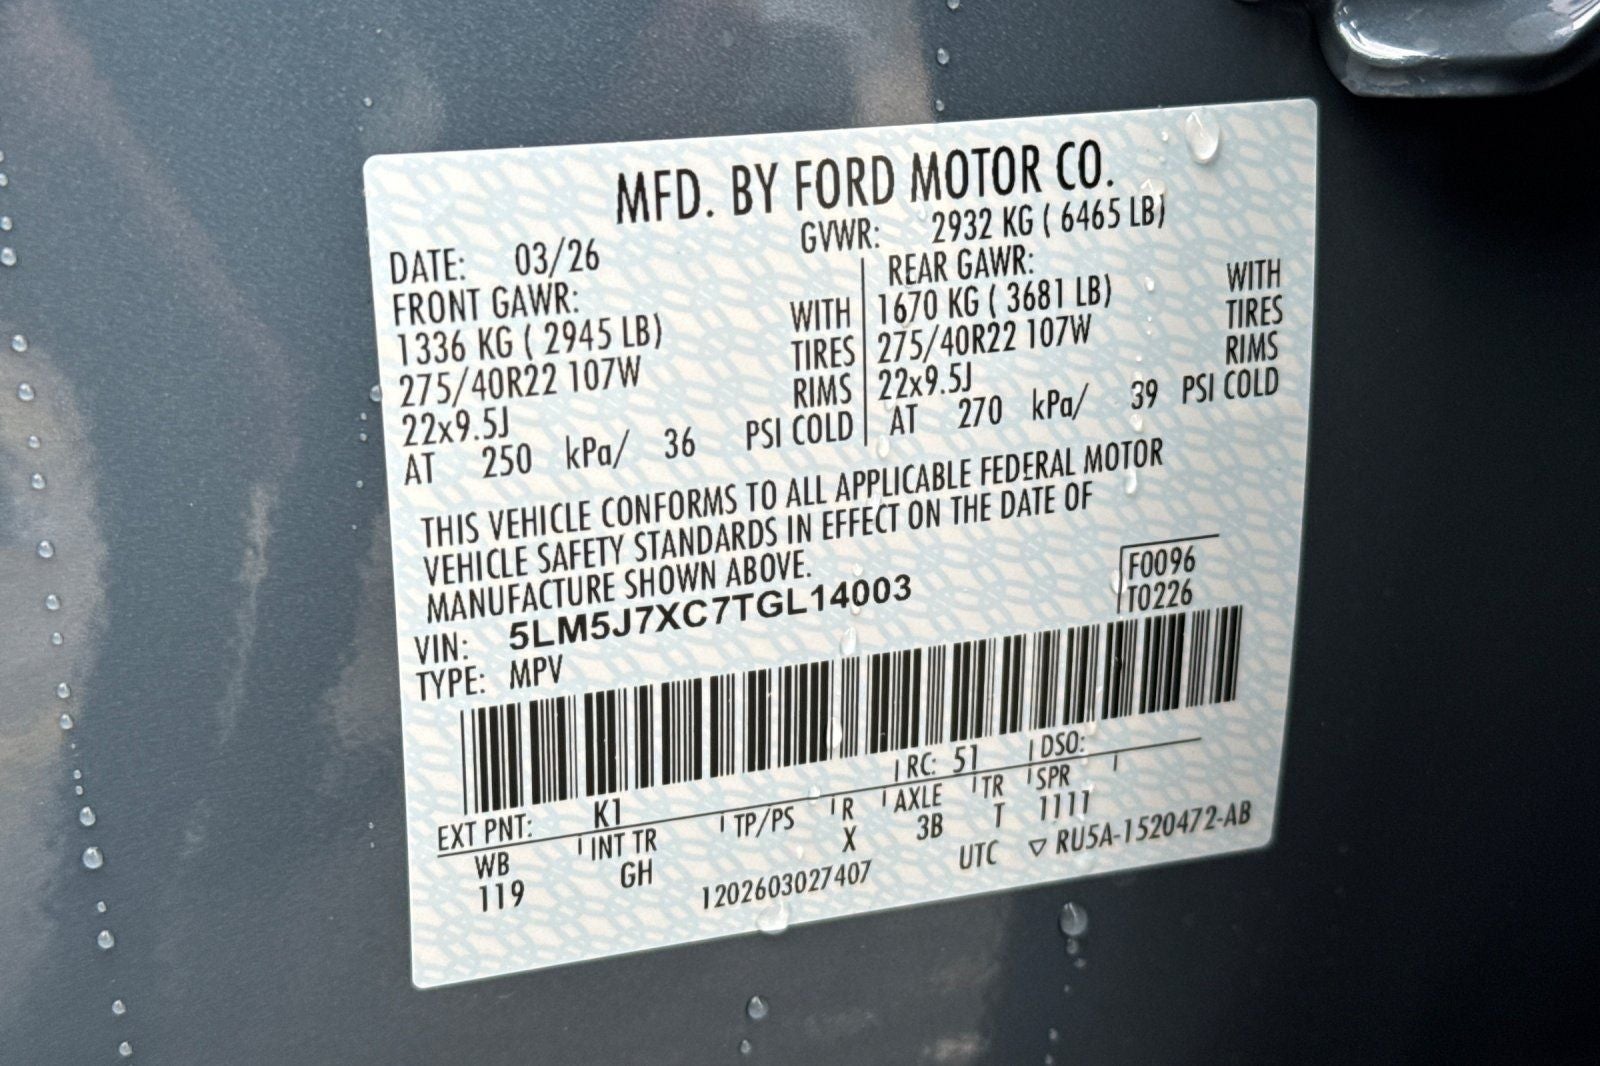 MFD. BY FORD MOTOR CO.
DATE: 03/26 GVWR: 2932 KG ( 6465 LB)
FRONT GAWR:
1336 KG ( 2945 LB) WITH
275/40R22 107W TIRES
22x9.5J RIMS
AT 250 kPa/ 36 PSI COLD
REAR GAWR:
1670 KG ( 3681 LB) WITH
275/40R22 107W TIRES
22x9.5J RIMS
AT 270 kPa/ 39 PSI COLD
THIS VEHICLE CONFORMS TO ALL APPLICABLE FEDERAL MOTOR
VEHICLE SAFETY STANDARDS IN EFFECT ON THE DATE OF
MANUFACTURE SHOWN ABOVE.
VIN: 5LM5J7XC7TGL14003
TYPE: MPV
F0096
T0226
EXT PNT: K1 RC: 51 DSO:
WB INT TR TP/PS R AXLE TR SPR
119 GH X 3B T 1111
1202603027407 UTC ▽ RU5A-1520472-AB